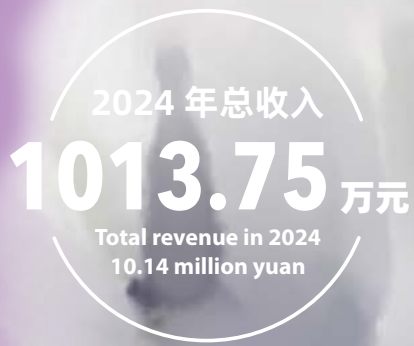 2024 年总收入
1013.75 万元
Total revenue in 2024
10.14 million yuan